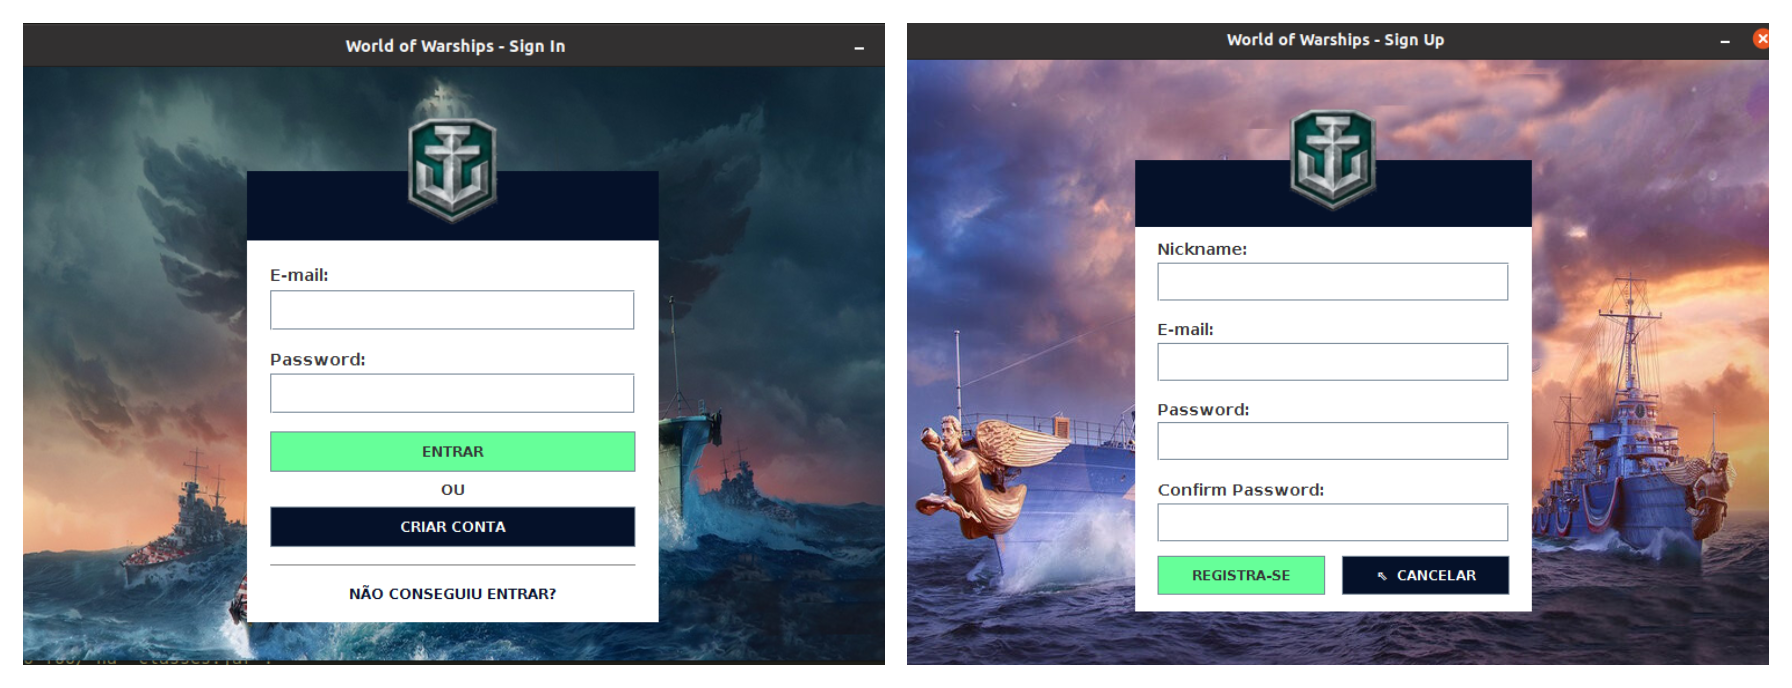 World of Warships - Sign In
E-mail:
Password:
ENTRAR
OU
CRIAR CONTA
NÃO CONSEGUIU ENTRAR?
World of Warships - Sign Up
Nickname:
E-mail:
Password:
Confirm Password:
REGISTRA-SE
⇖ CANCELAR